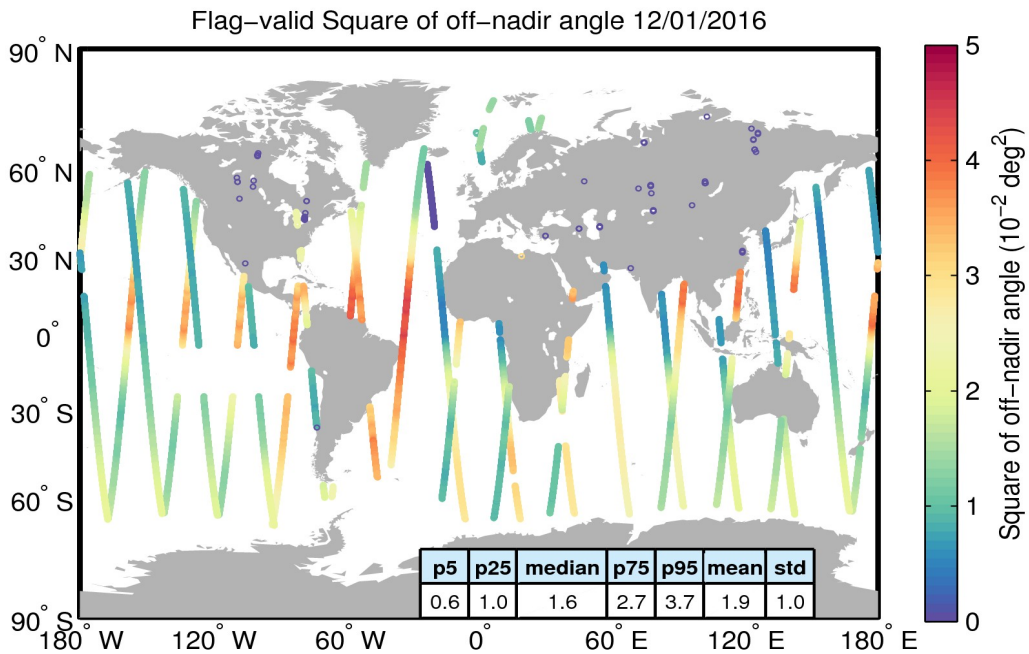 Flag−valid Square of off−nadir angle 12/01/2016
90° N
60° N
30° N
0°
30° S
60° S
90° S
180° W
120° W
60° W
0°
60° E
120° E
180° E
p5 p25 median p75 p95 mean std
0.6 1.0 1.6 2.7 3.7 1.9 1.0
5
4
3
2
1
0
Square of off−nadir angle (10⁻² deg²)